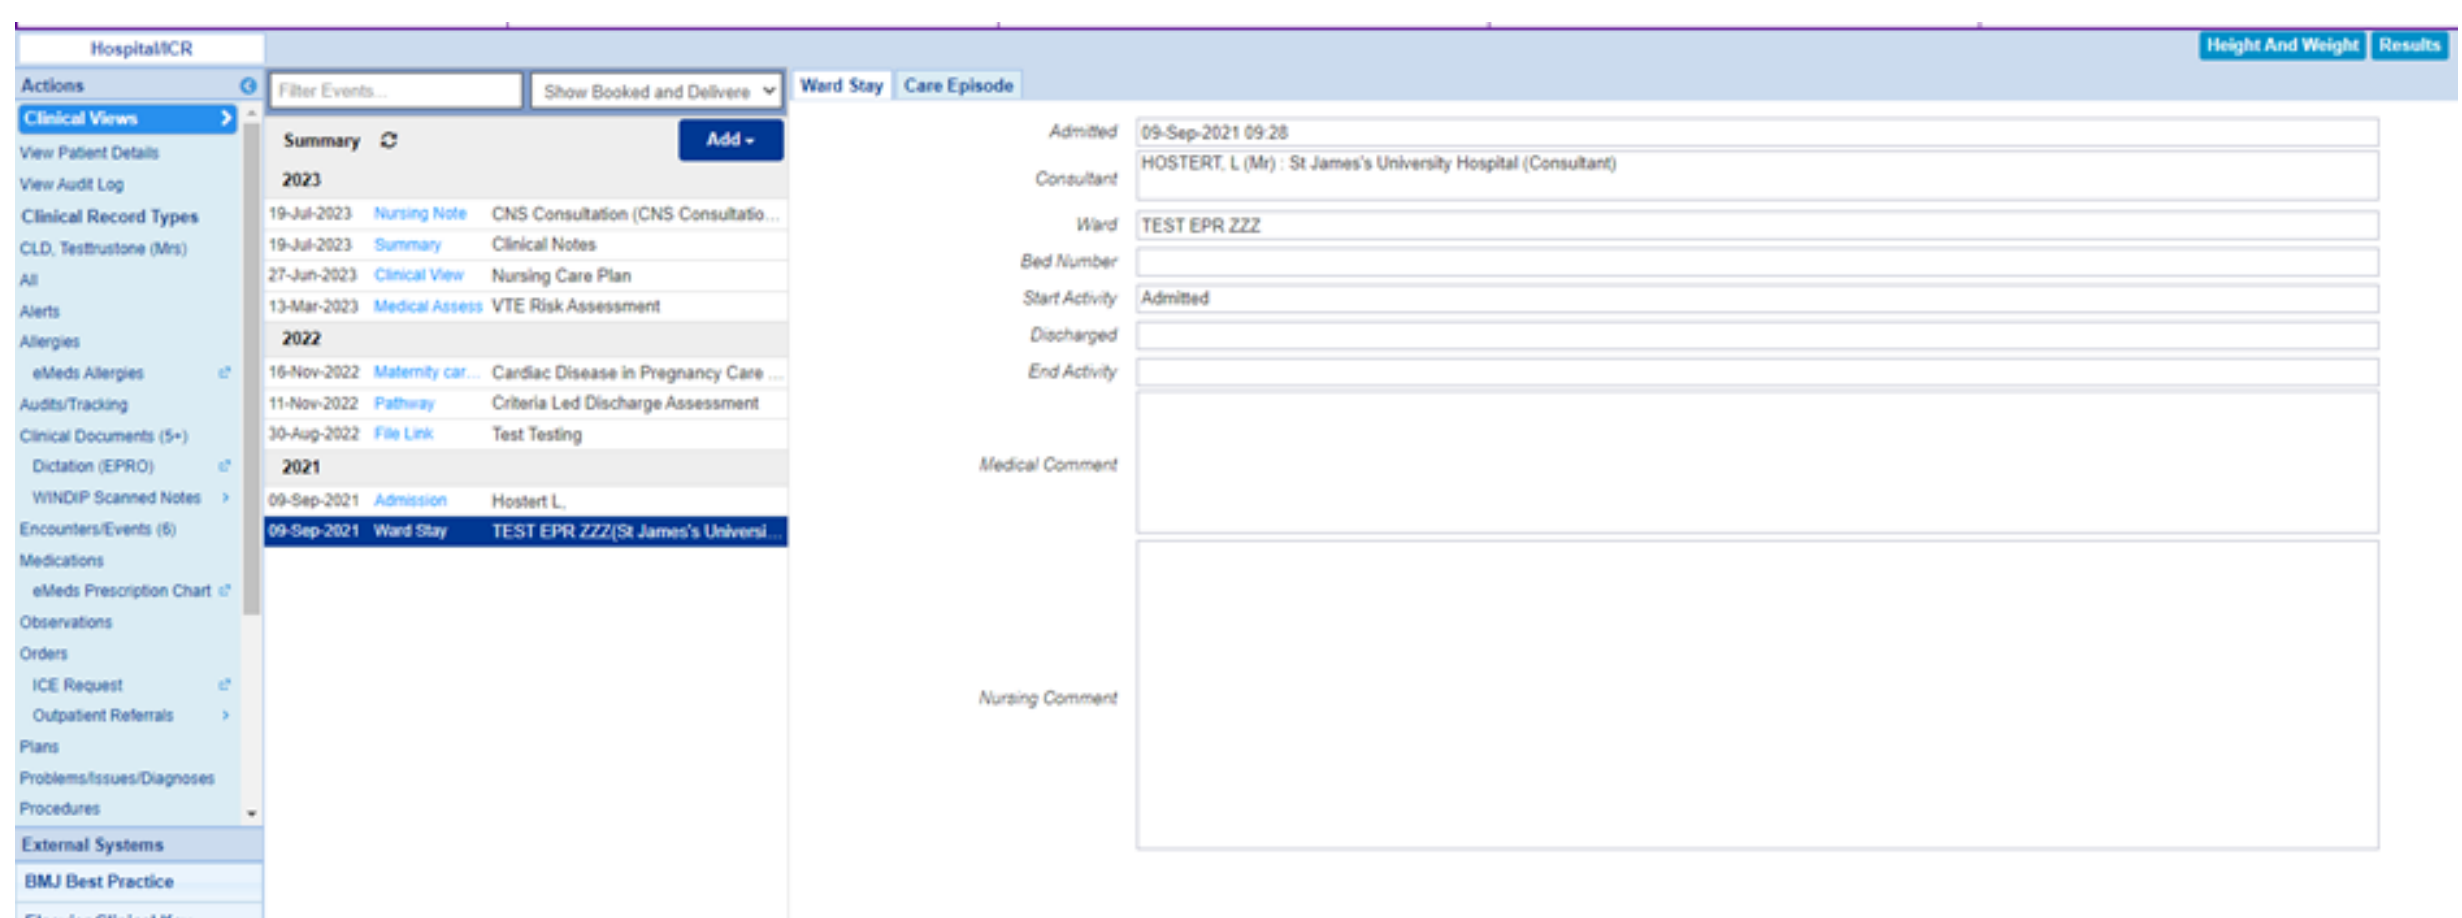 Hospital/ICR
Height And Weight
Results
Actions
Clinical Views
View Patient Details
View Audit Log
Clinical Record Types
CLD, Testtrustone (Mrs)
All
Alerts
Allergies
eMeds Allergies
Audits/Tracking
Clinical Documents (5+)
Dictation (EPRO)
WINDIP Scanned Notes
Encounters/Events (6)
Medications
eMeds Prescription Chart
Observations
Orders
ICE Request
Outpatient Referrals
Plans
Problems/Issues/Diagnoses
Procedures
External Systems
BMJ Best Practice
Filter Events...
Show Booked and Delivere
Summary
Add
2023
19-Jul-2023 Nursing Note CNS Consultation (CNS Consultatio...
19-Jul-2023 Summary Clinical Notes
27-Jun-2023 Clinical View Nursing Care Plan
13-Mar-2023 Medical Assess VTE Risk Assessment
2022
16-Nov-2022 Maternity car... Cardiac Disease in Pregnancy Care ...
11-Nov-2022 Pathway Criteria Led Discharge Assessment
30-Aug-2022 File Link Test Testing
2021
09-Sep-2021 Admission Hostert L,
09-Sep-2021 Ward Stay TEST EPR ZZZ(St James's Universi...
Ward Stay
Care Episode
Admitted 09-Sep-2021 09:28
Consultant HOSTERT, L (Mr) : St James's University Hospital (Consultant)
Ward TEST EPR ZZZ
Bed Number
Start Activity Admitted
Discharged
End Activity
Medical Comment
Nursing Comment